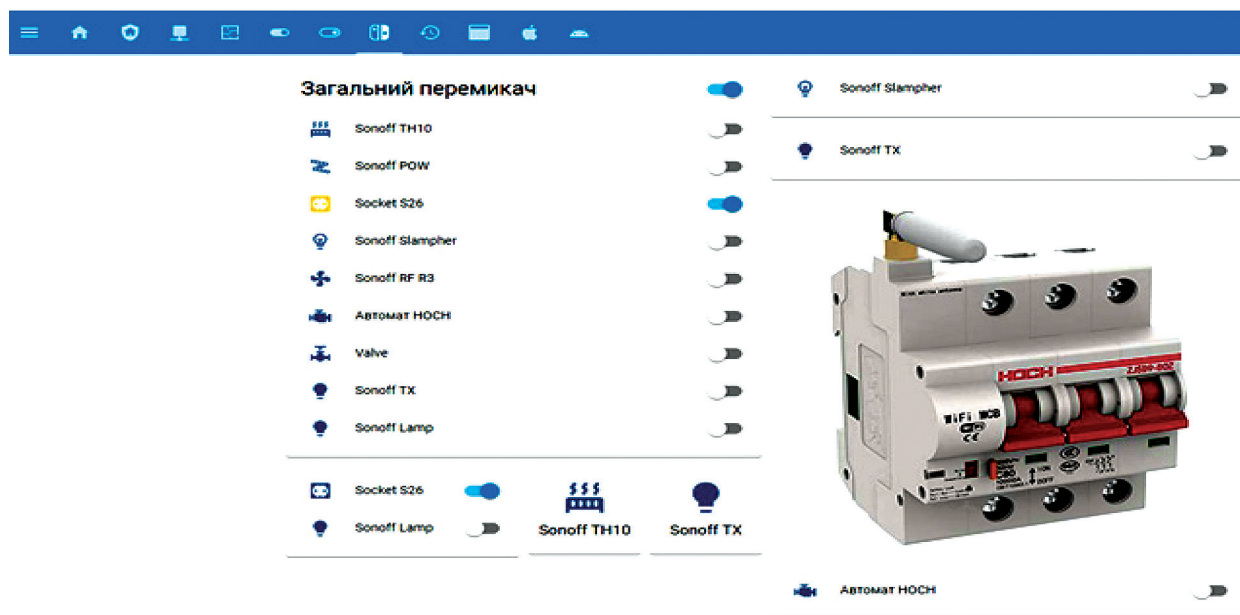 Загальний перемикач
Sonoff TH10
Sonoff POW
Socket S26
Sonoff Slampher
Sonoff RF R3
Автомат HOCH
Valve
Sonoff TX
Sonoff Lamp
Socket S26
Sonoff Lamp
Sonoff TH10
Sonoff TX
Sonoff Slampher
Sonoff TX
HOCH
WiFi MCB
CE
Автомат HOCH